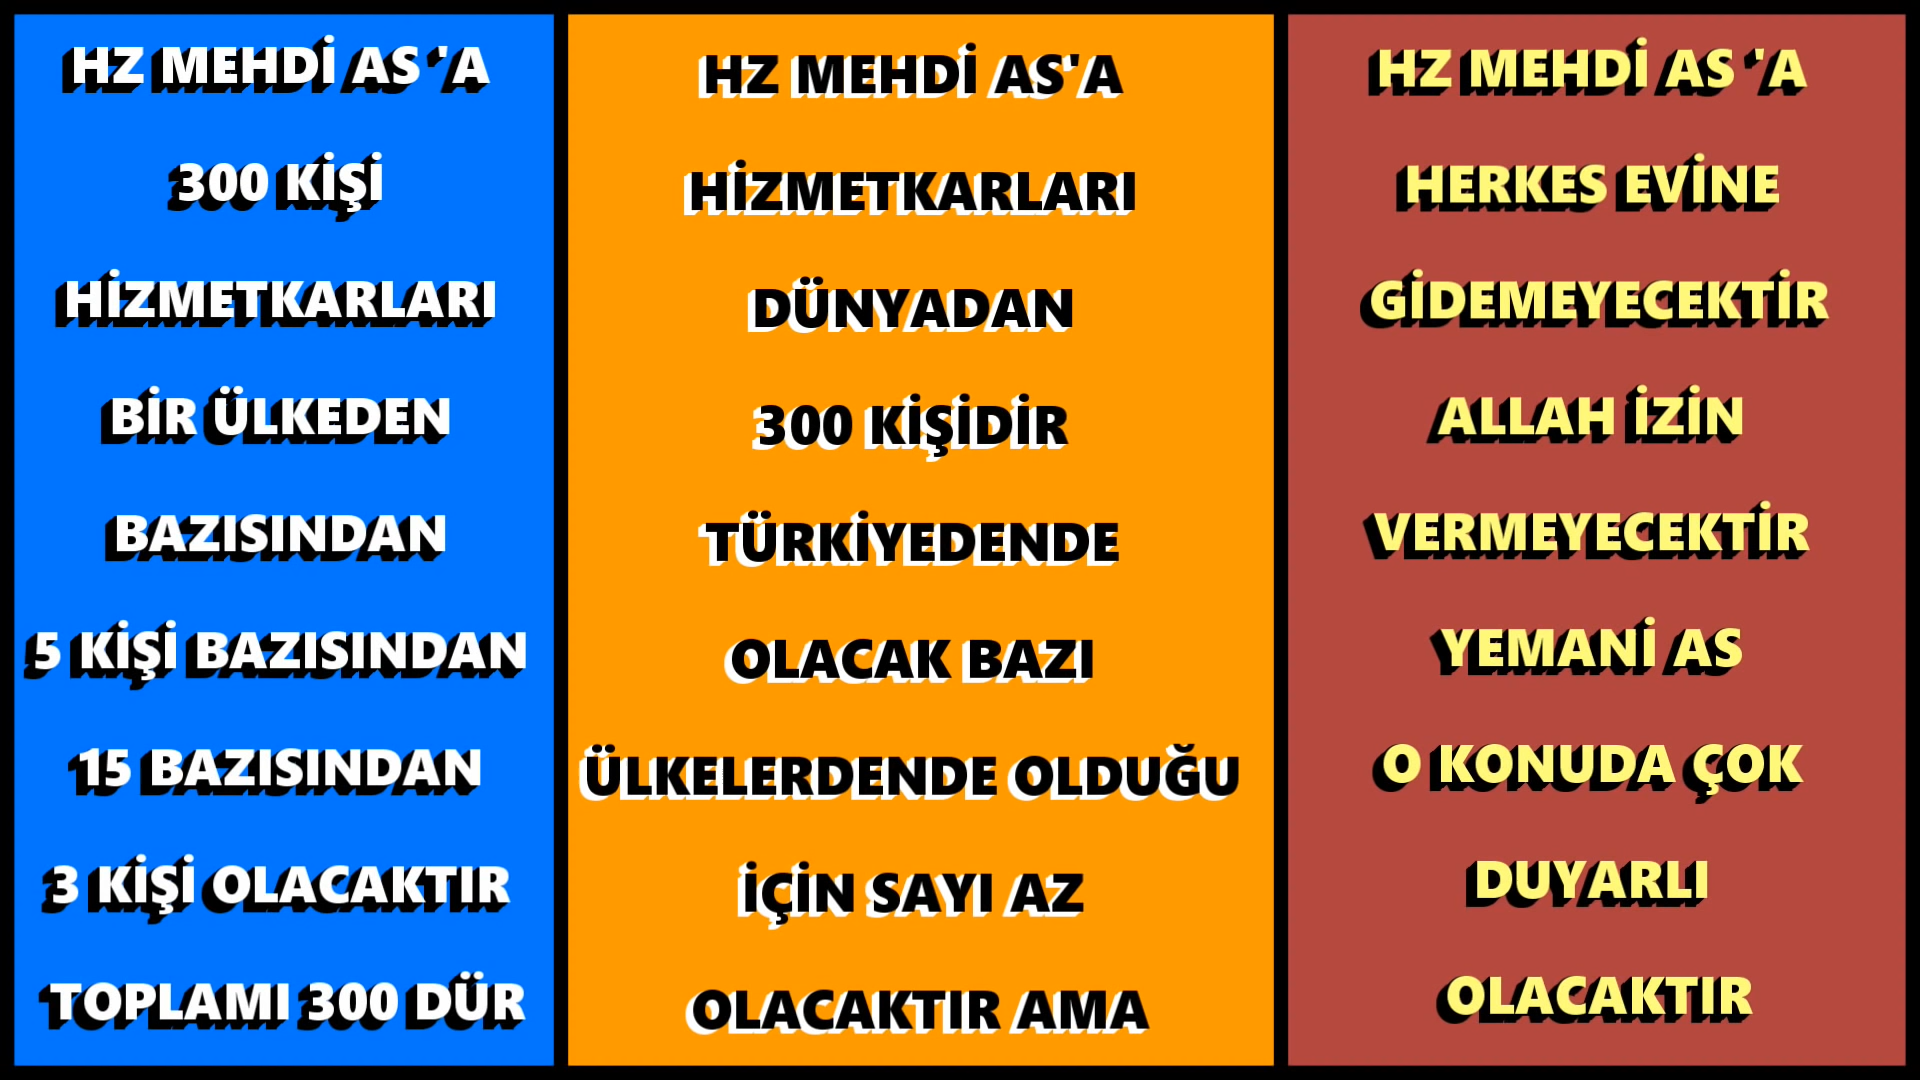 HZ MEHDİ AS 'A
300 KİŞİ
HİZMETKARLARI
BİR ÜLKEDEN
BAZISINDAN
5 KİŞİ BAZISINDAN
15 BAZISINDAN
3 KİŞİ OLACAKTIR
TOPLAMI 300 DÜR
HZ MEHDİ AS'A
HİZMETKARLARI
DÜNYADAN
300 KİŞİDİR
TÜRKİYEDENDE
OLACAK BAZI
ÜLKELERDENDE OLDUĞU
İÇİN SAYI AZ
OLACAKTIR AMA
HZ MEHDİ AS 'A
HERKES EVİNE
GİDEMEYECEKTİR
ALLAH İZİN
VERMEYECEKTİR
YEMANİ AS
O KONUDA ÇOK
DUYARLI
OLACAKTIR